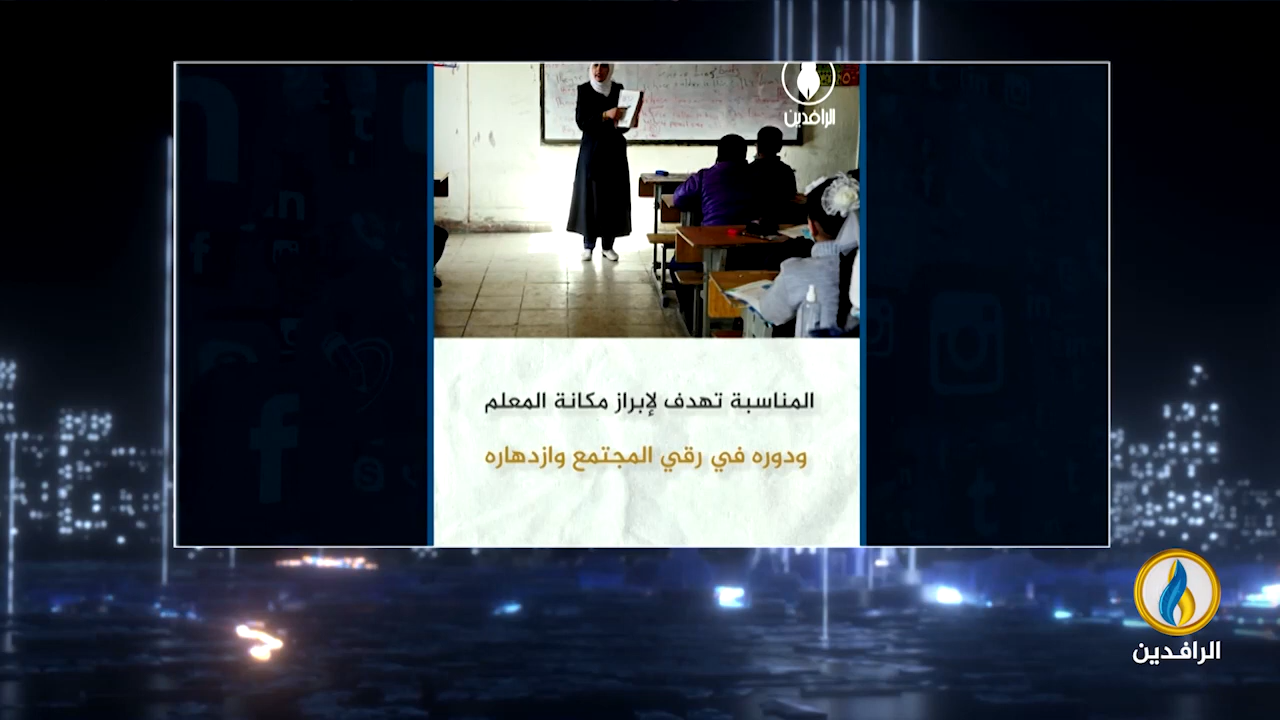 الرافدين
المناسبة تهدف لإبراز مكانة المعلم
ودوره في رقي المجتمع وازدهاره
الرافدين